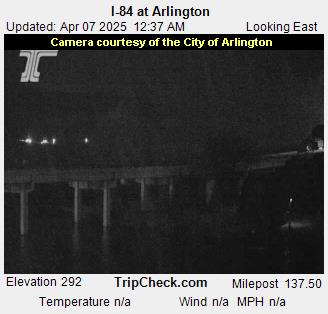 I-84 at Arlington
Updated: Apr 07 2025 12:37 AM Looking East
Camera courtesy of the City of Arlington
Elevation 292 TripCheck.com Milepost 137.50
Temperature n/a Wind n/a MPH n/a